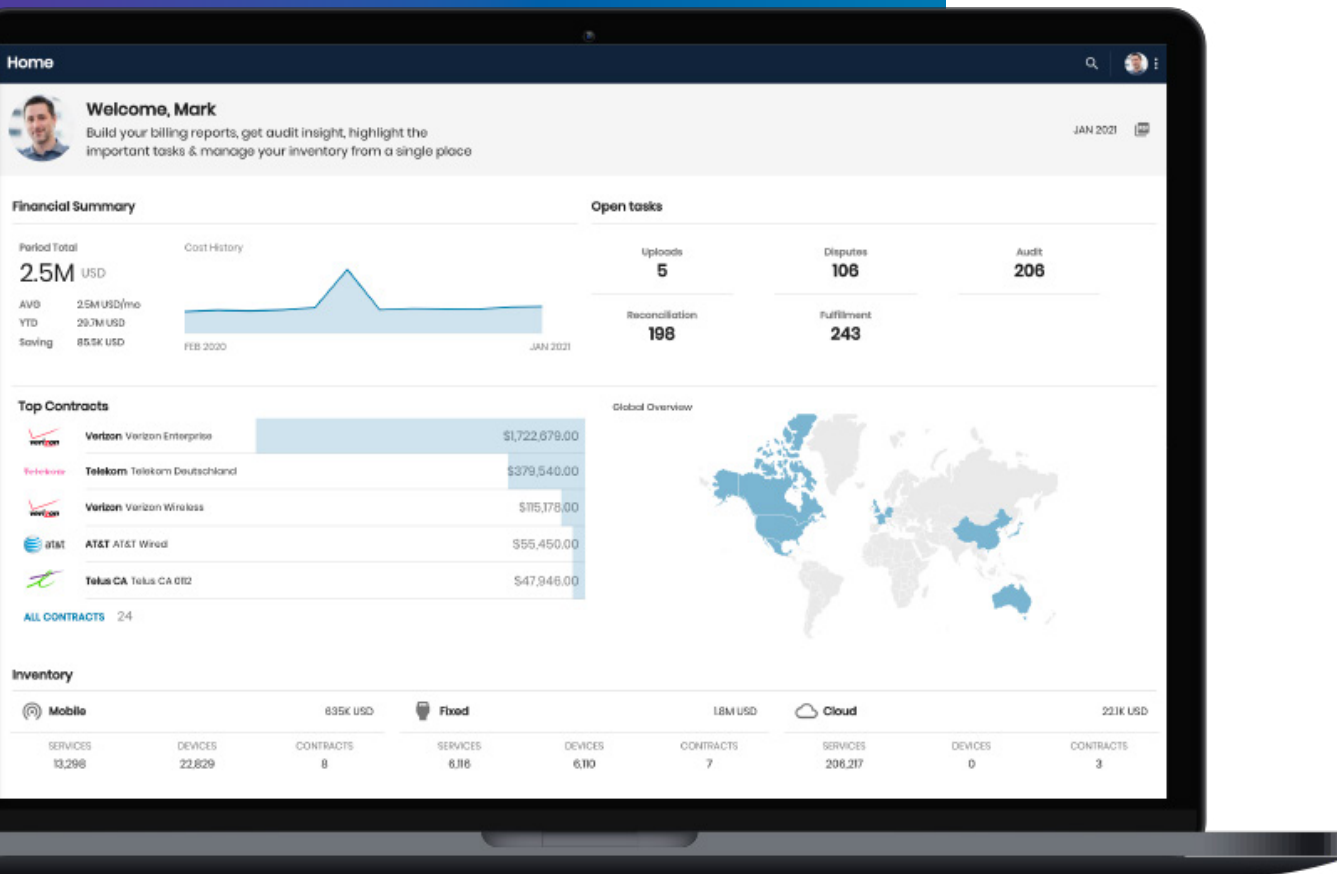 Home
Welcome, Mark
Build your billing reports, get audit insight, highlight the
important tasks & manage your inventory from a single place
JAN 2021
Financial Summary
Period Total
2.5M USD
AVG 2.5M USD/mo
YTD 29.7M USD
Saving 85.5K USD
Cost History
FEB 2020 JAN 2021
Open tasks
Uploads Disputes Audit
5 106 206
Reconciliation Fulfillment
198 243
Top Contracts
verizon Verizon Verizon Enterprise $1,722,679.00
Telekom Telekom Telekom Deutschland $379,540.00
verizon Verizon Verizon Wireless $115,178.00
at&t AT&T AT&T Wired $55,450.00
Telus CA Telus CA 0112 $47,946.00
ALL CONTRACTS 24
Global Overview
Inventory
Mobile 635K USD
SERVICES DEVICES CONTRACTS
13,298 22,829 8
Fixed 1.8M USD
SERVICES DEVICES CONTRACTS
6,116 6,110 7
Cloud 22.1K USD
SERVICES DEVICES CONTRACTS
206,217 0 3